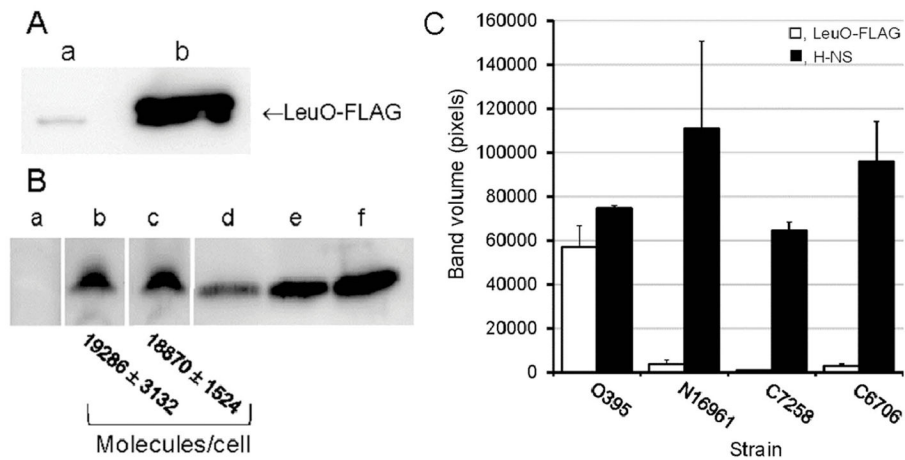 A
a b
←LeuO-FLAG
B
a b c d e f
19286 ± 3132
18870 ± 1524
Molecules/cell
C
Band volume (pixels)
160000
140000
120000
100000
80000
60000
40000
20000
0
□, LeuO-FLAG
■, H-NS
O395 N16961 C7258 C6706
Strain